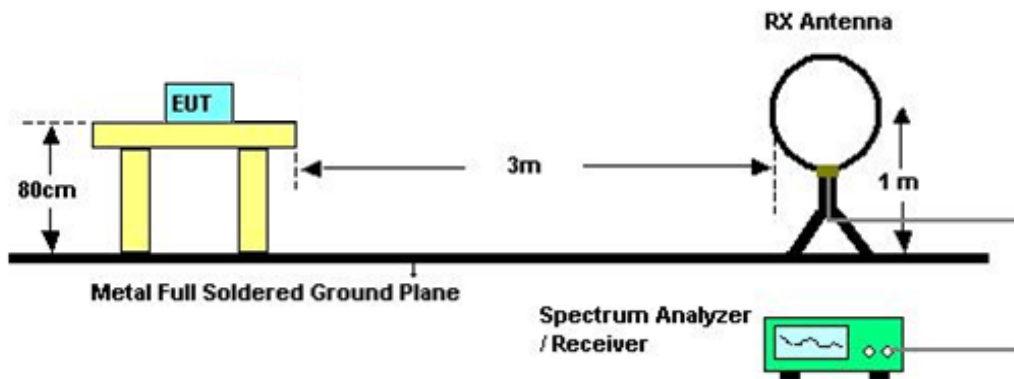 RX Antenna
EUT
80cm
3m
1 m
Metal Full Soldered Ground Plane
Spectrum Analyzer
/ Receiver